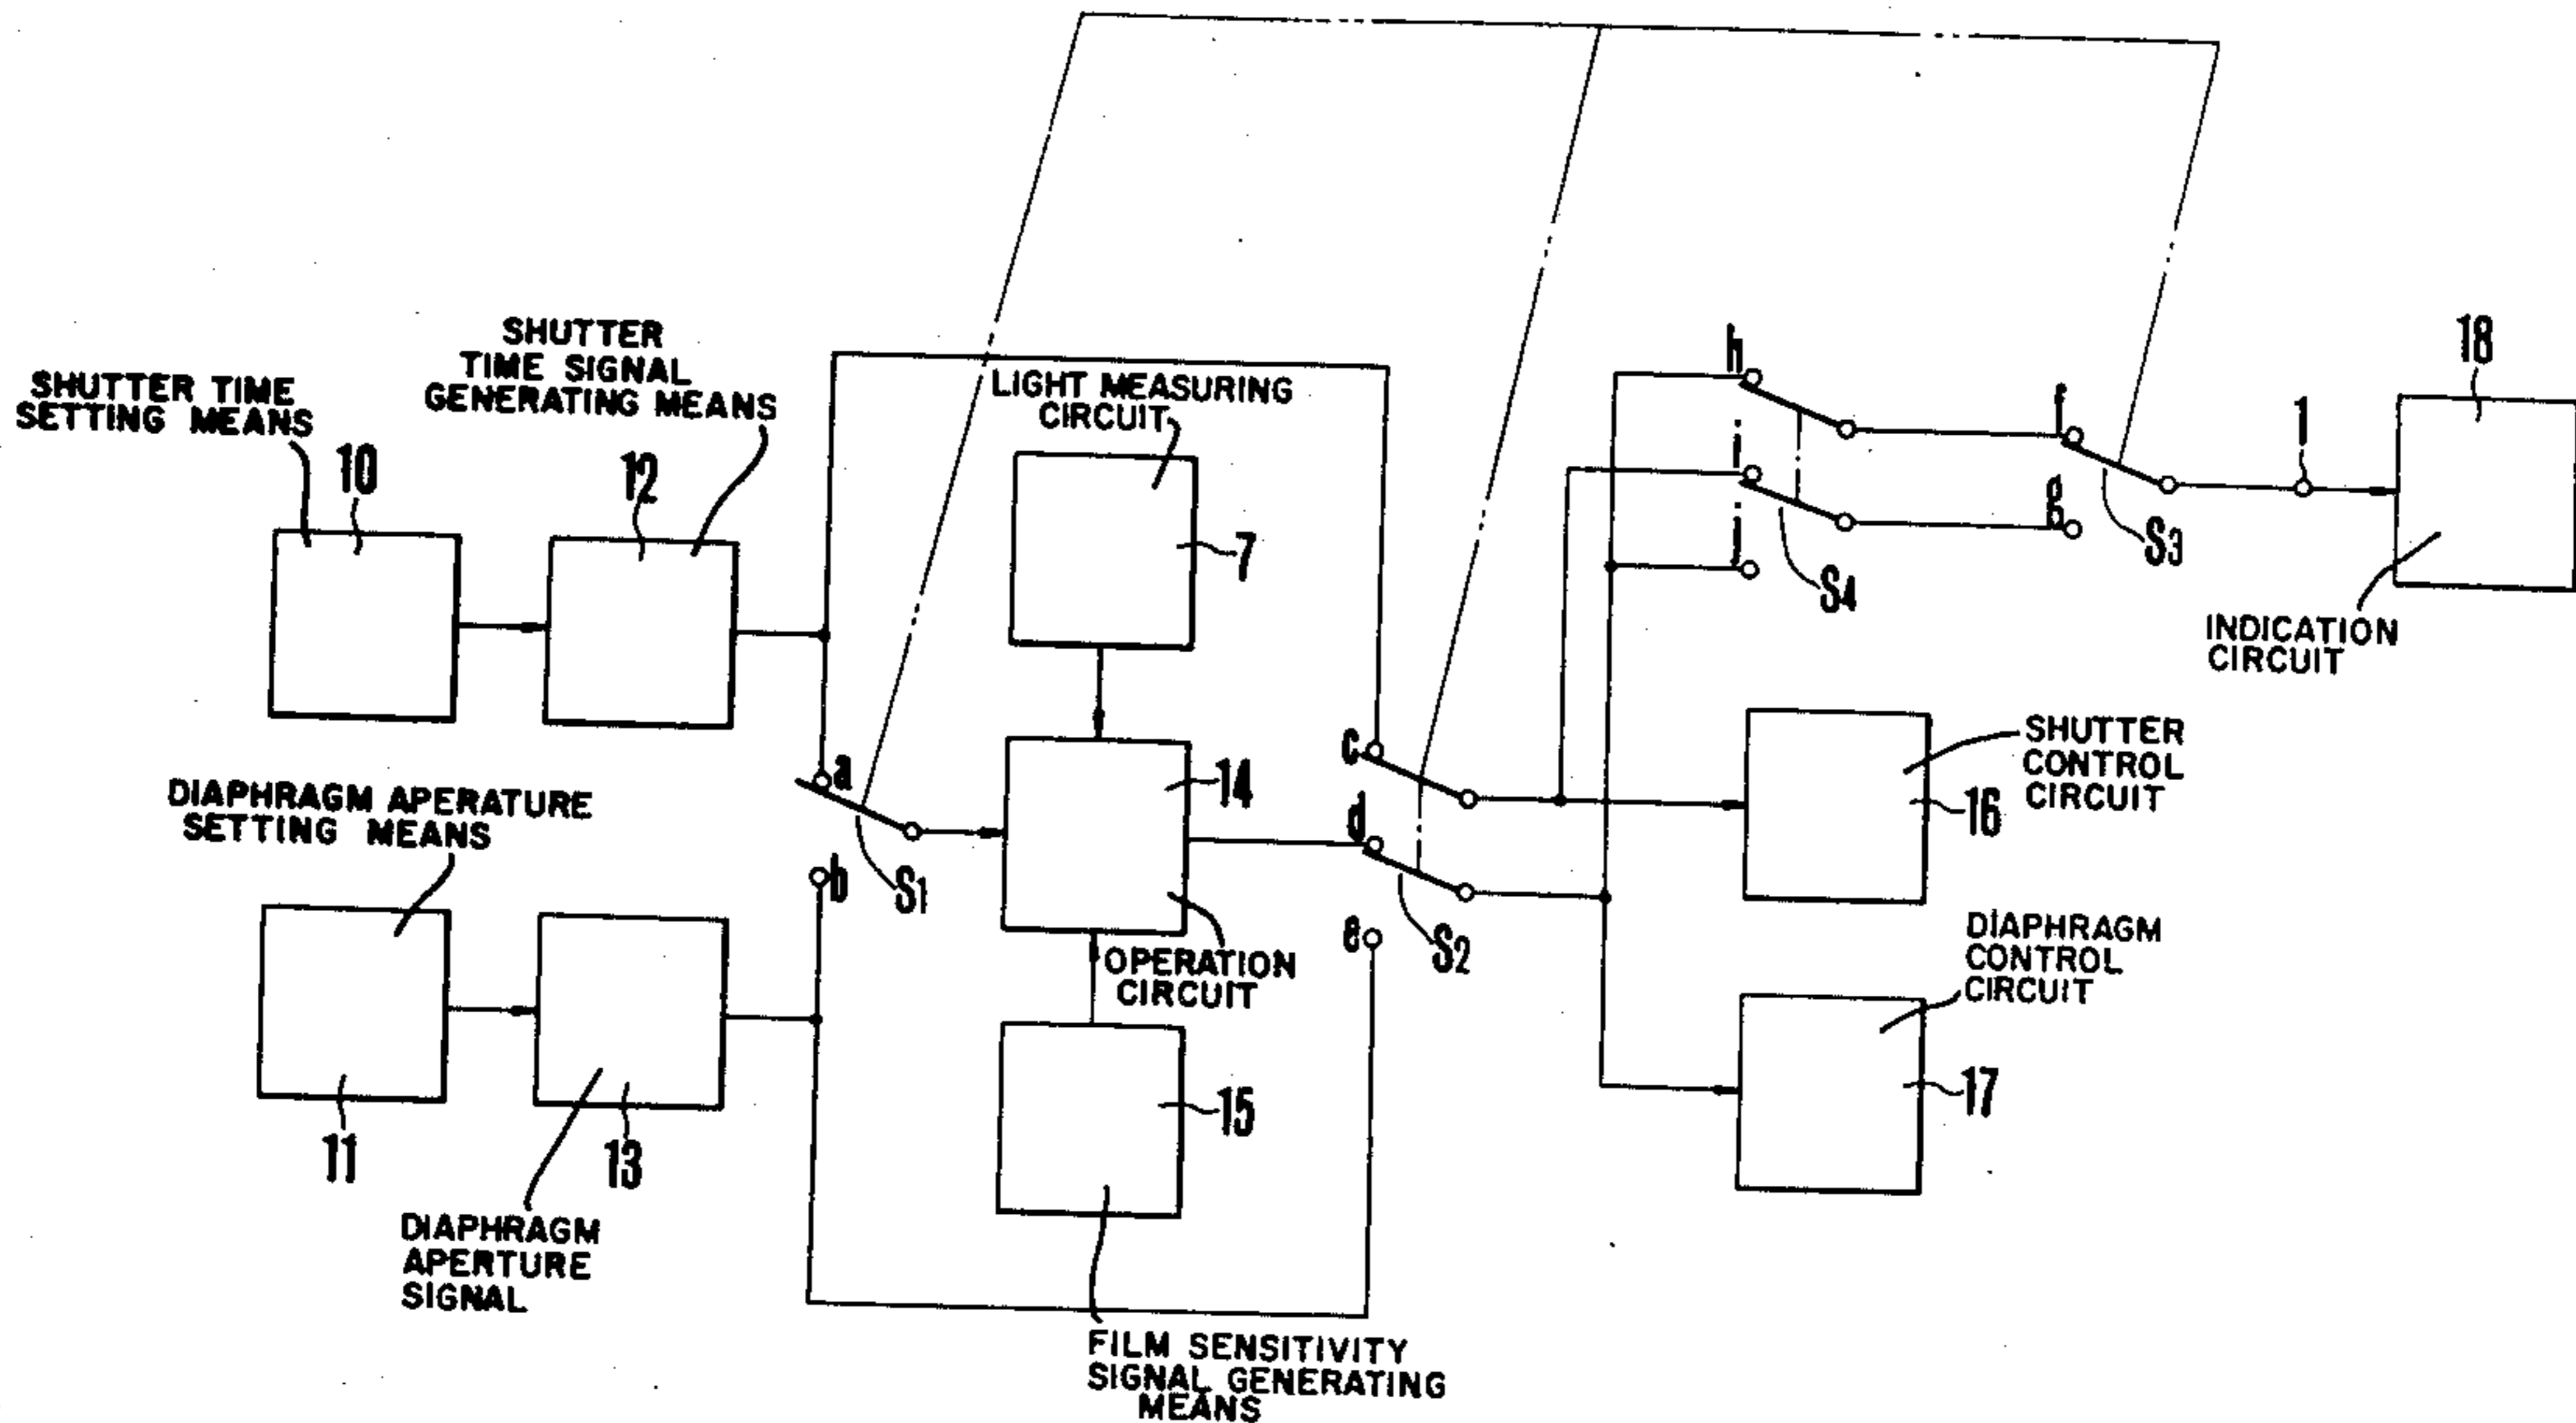 SHUTTER TIME
SETTING MEANS
10
SHUTTER
TIME SIGNAL
GENERATING MEANS
12
LIGHT MEASURING
CIRCUIT
7
h
i
j
S4
f
g
S3
1
18
INDICATION
CIRCUIT
DIAPHRAGM APERATURE
SETTING MEANS
11
13
DIAPHRAGM
APERTURE
SIGNAL
a
b
S1
14
OPERATION
CIRCUIT
15
FILM SENSITIVITY
SIGNAL GENERATING
MEANS
c
d
e
S2
SHUTTER
CONTROL
CIRCUIT
16
DIAPHRAGM
CONTROL
CIRCUIT
17